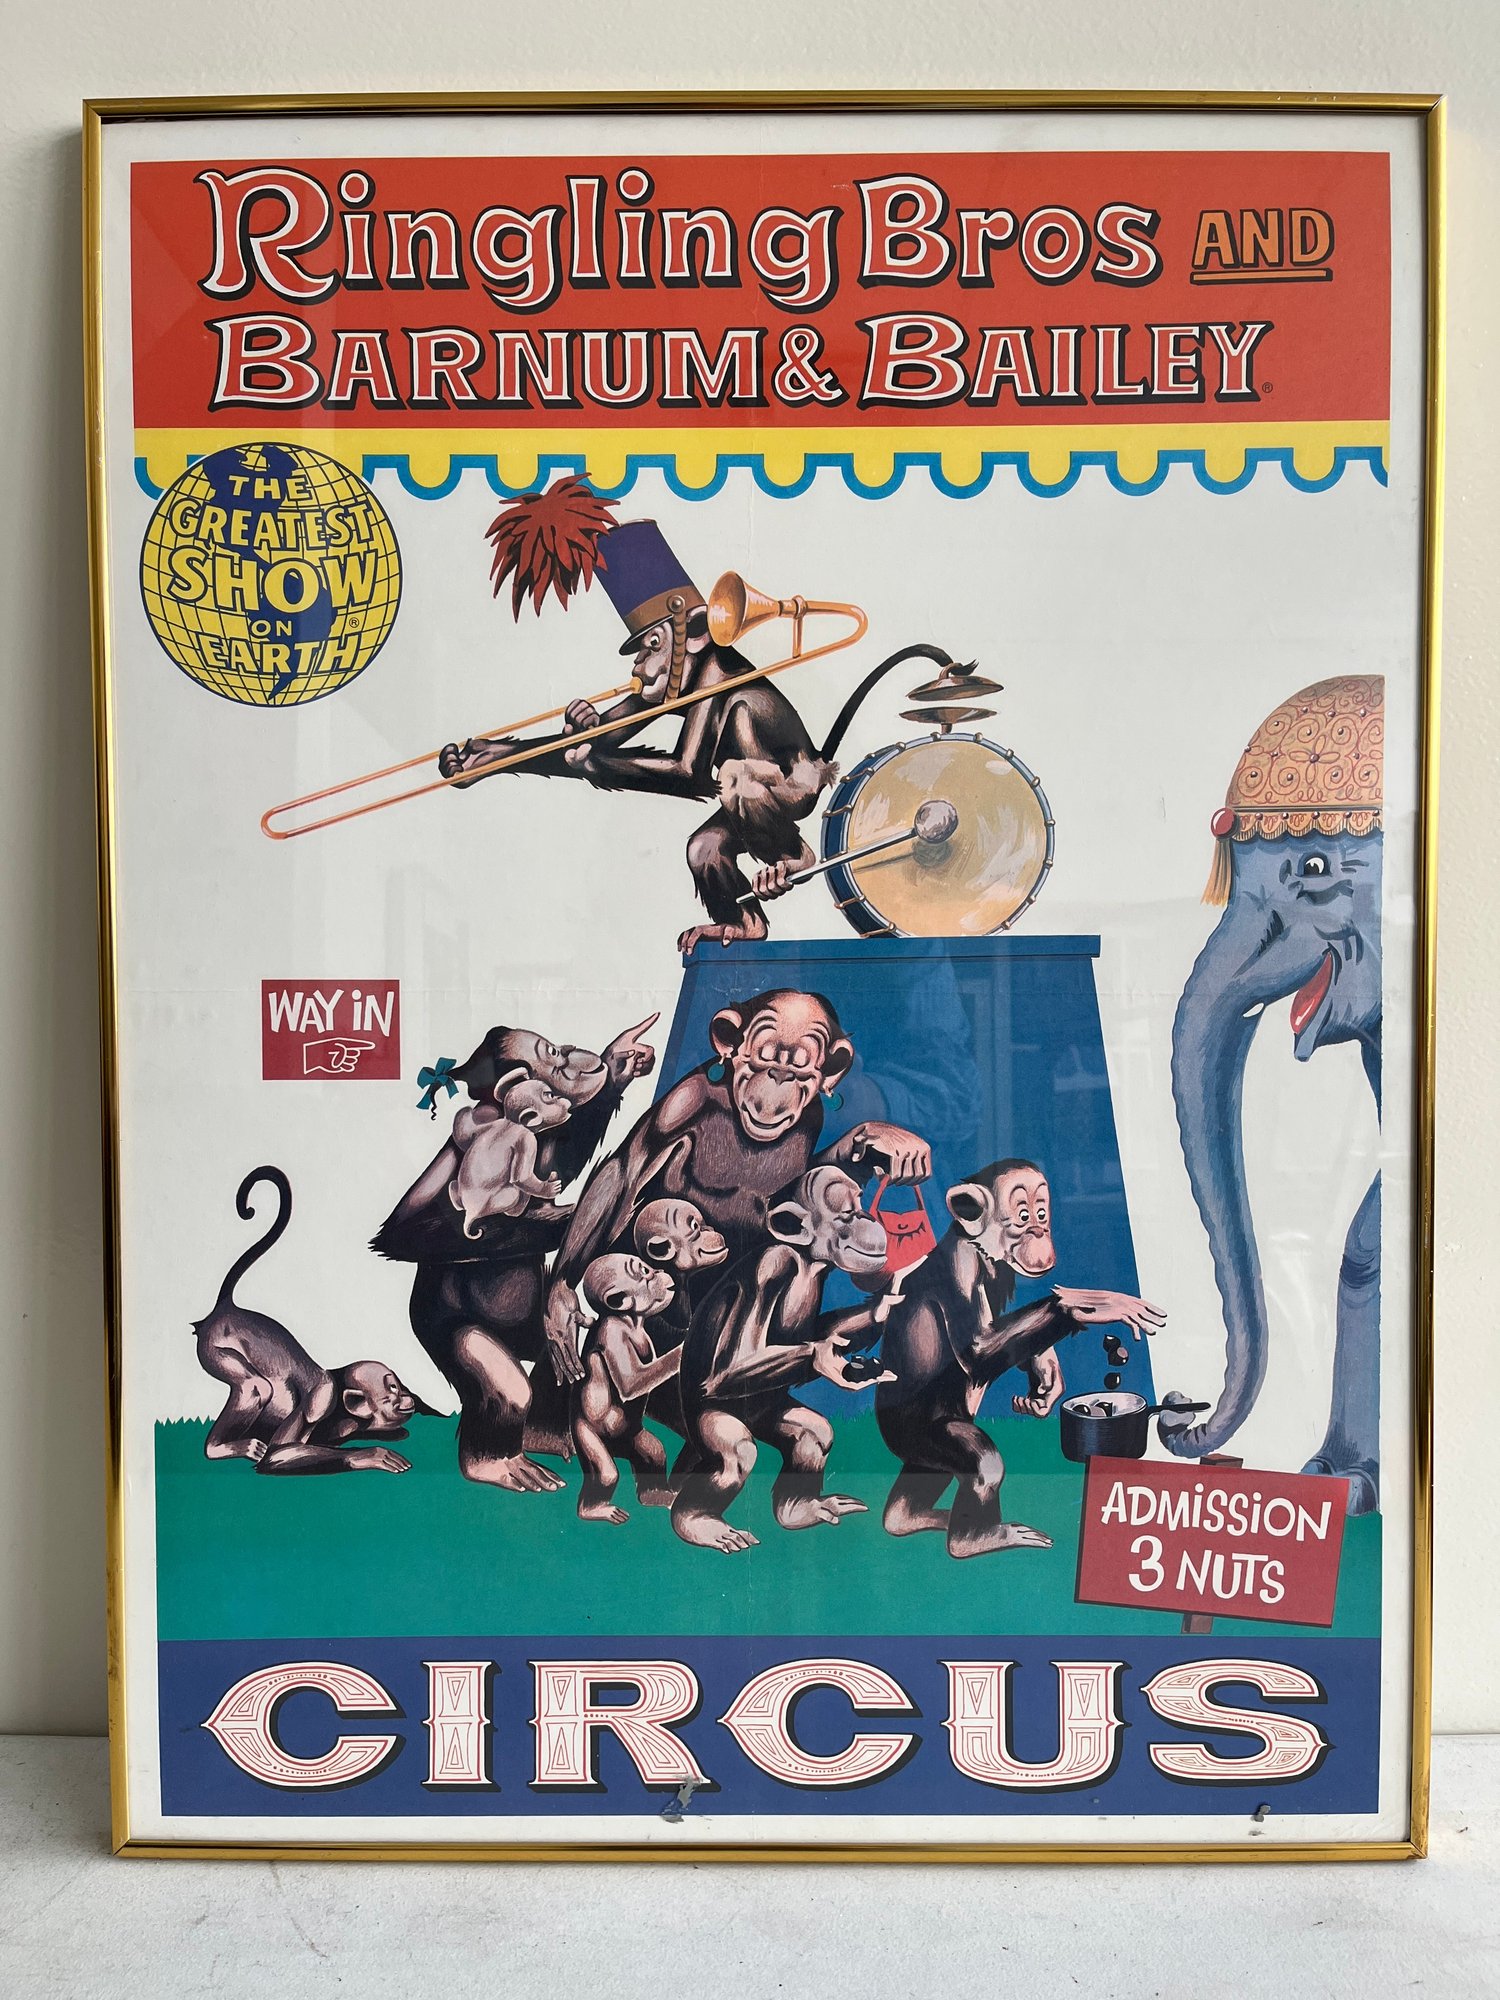 Ringling Bros AND
BARNUM & BAILEY®
THE
GREATEST
SHOW
ON ®
EARTH
WAY iN
ADMiSSiON
3 NUTS
CIRCUS